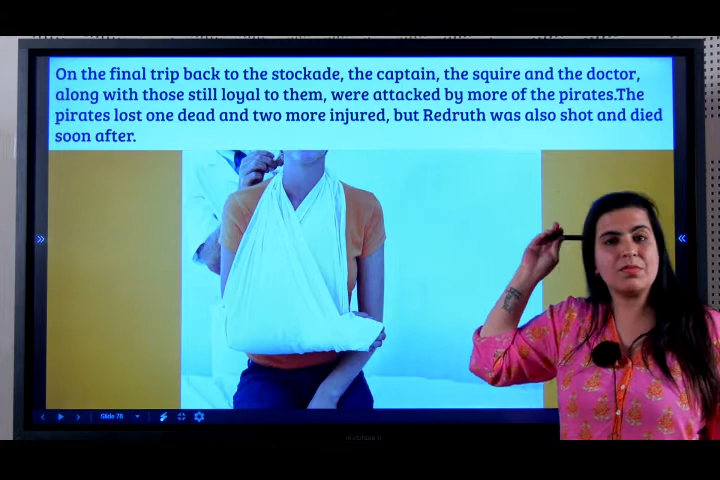 On the final trip back to the stockade, the captain, the squire and the doctor,
along with those still loyal to them, were attacked by more of the pirates.The
pirates lost one dead and two more injured, but Redruth was also shot and died
soon after.
Slide 78